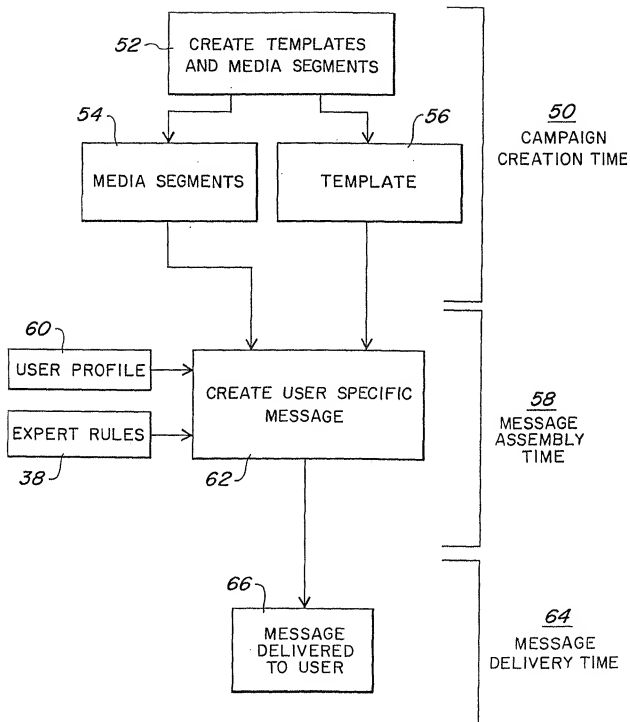 52
CREATE TEMPLATES
AND MEDIA SEGMENTS
54
56
50
CAMPAIGN
CREATION TIME
MEDIA SEGMENTS
TEMPLATE
60
USER PROFILE
EXPERT RULES
38
CREATE USER SPECIFIC
MESSAGE
62
58
MESSAGE
ASSEMBLY
TIME
66
MESSAGE
DELIVERED
TO USER
64
MESSAGE
DELIVERY TIME